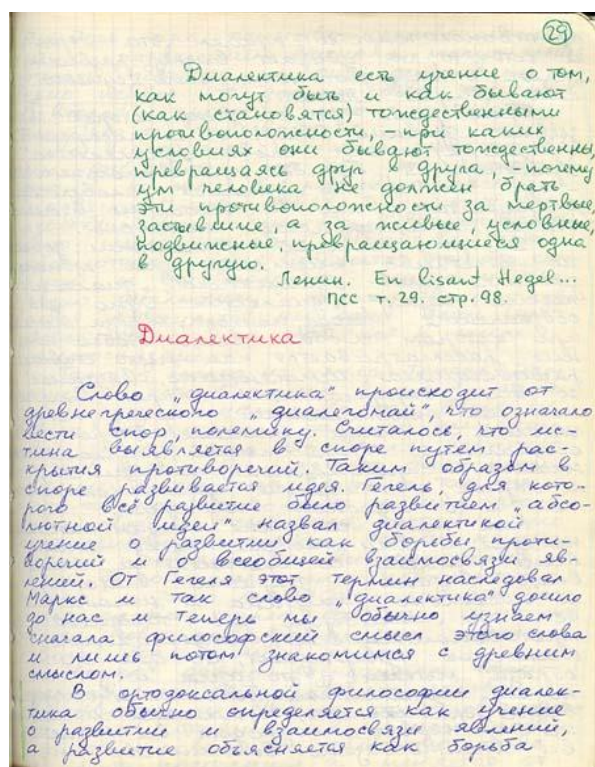 29
Диалектика есть учение о том,
как могут быть и как бывают
(как становятся) тождественными
противоположности, – при каких
условиях они бывают тождественны,
превращаясь друг в друга, – почему
ум человека не должен брать
эти противоположности за мертвые,
застывшие, а за живые, условные,
подвижные, превращающиеся одна
в другую.
Ленин. En lisant Hegel...
ПСС т. 29. стр. 98.
Диалектика
Слово „диалектика“ происходит от
древнегреческого „диалегомай“, что означало
вести спор, полемику. Считалось, что ис-
тина выявляется в споре путем рас-
крытия противоречий. Таким образом в
споре развивается идея. Гегель, для кото-
рого всё развитие было развитием „абсо-
лютной идеи“ назвал диалектикой
учение о развитии как борьбы проти-
воречий и о всеобщей взаимосвязи яв-
лений. От Гегеля этот термин наследовал
Маркс и так слово „диалектика“ дошло
до нас и теперь мы обычно узнаем
сначала философский смысл этого слова
и лишь потом знакомимся с древним
смыслом.
В ортодоксальной философии диалек-
тика обычно определяется как учение
о развитии и взаимосвязи явлений,
а развитие объясняется как борьба